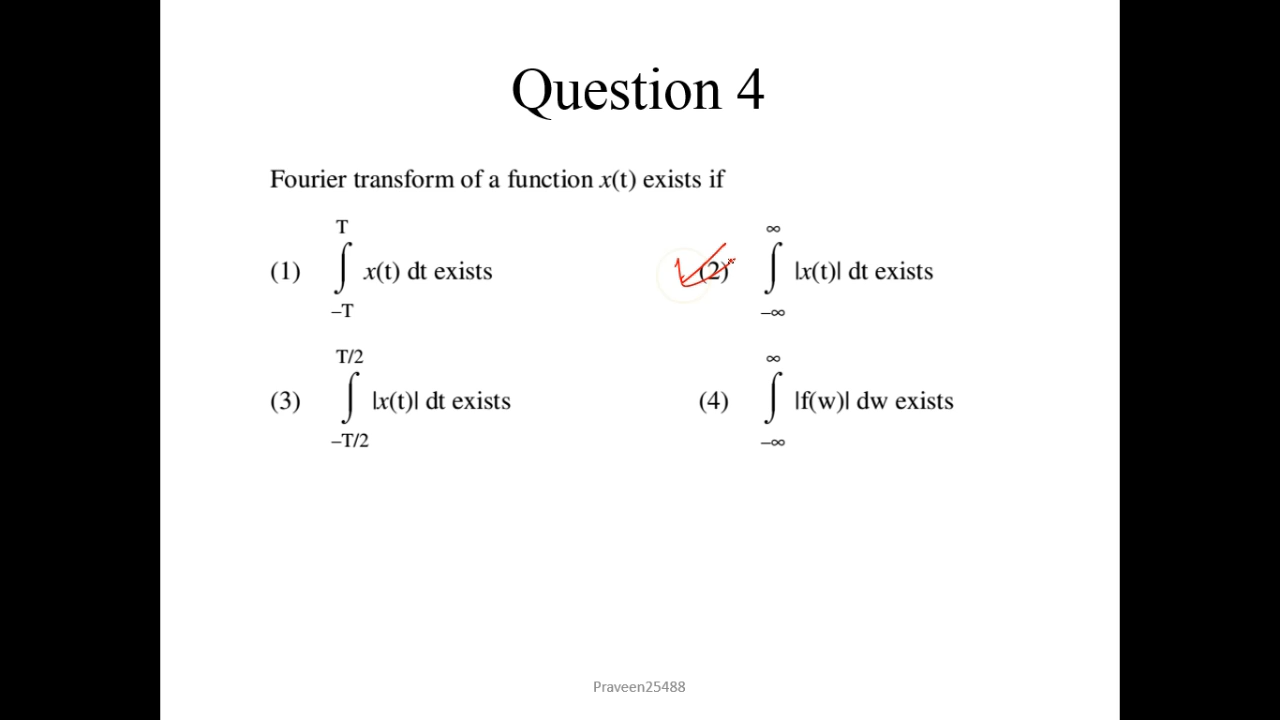 Question 4
Fourier transform of a function x(t) exists if
(1) ∫_{–T}^{T} x(t) dt exists
(2) ∫_{–∞}^{∞} |x(t)| dt exists
(3) ∫_{–T/2}^{T/2} |x(t)| dt exists
(4) ∫_{–∞}^{∞} |f(w)| dw exists
Praveen25488